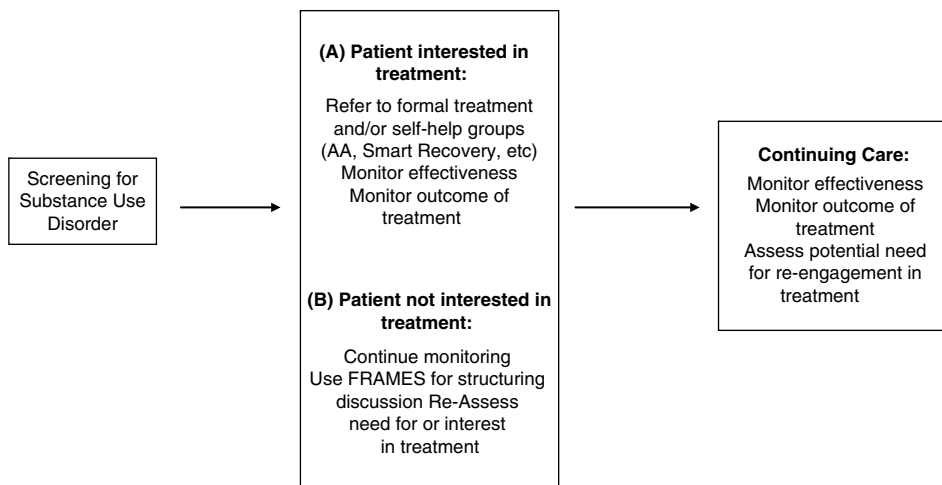 Screening for
Substance Use
Disorder
(A) Patient interested in
treatment:
Refer to formal treatment
and/or self-help groups
(AA, Smart Recovery, etc)
Monitor effectiveness
Monitor outcome of
treatment
(B) Patient not interested in
treatment:
Continue monitoring
Use FRAMES for structuring
discussion Re-Assess
need for or interest
in treatment
Continuing Care:
Monitor effectiveness
Monitor outcome of
treatment
Assess potential need
for re-engagement in
treatment